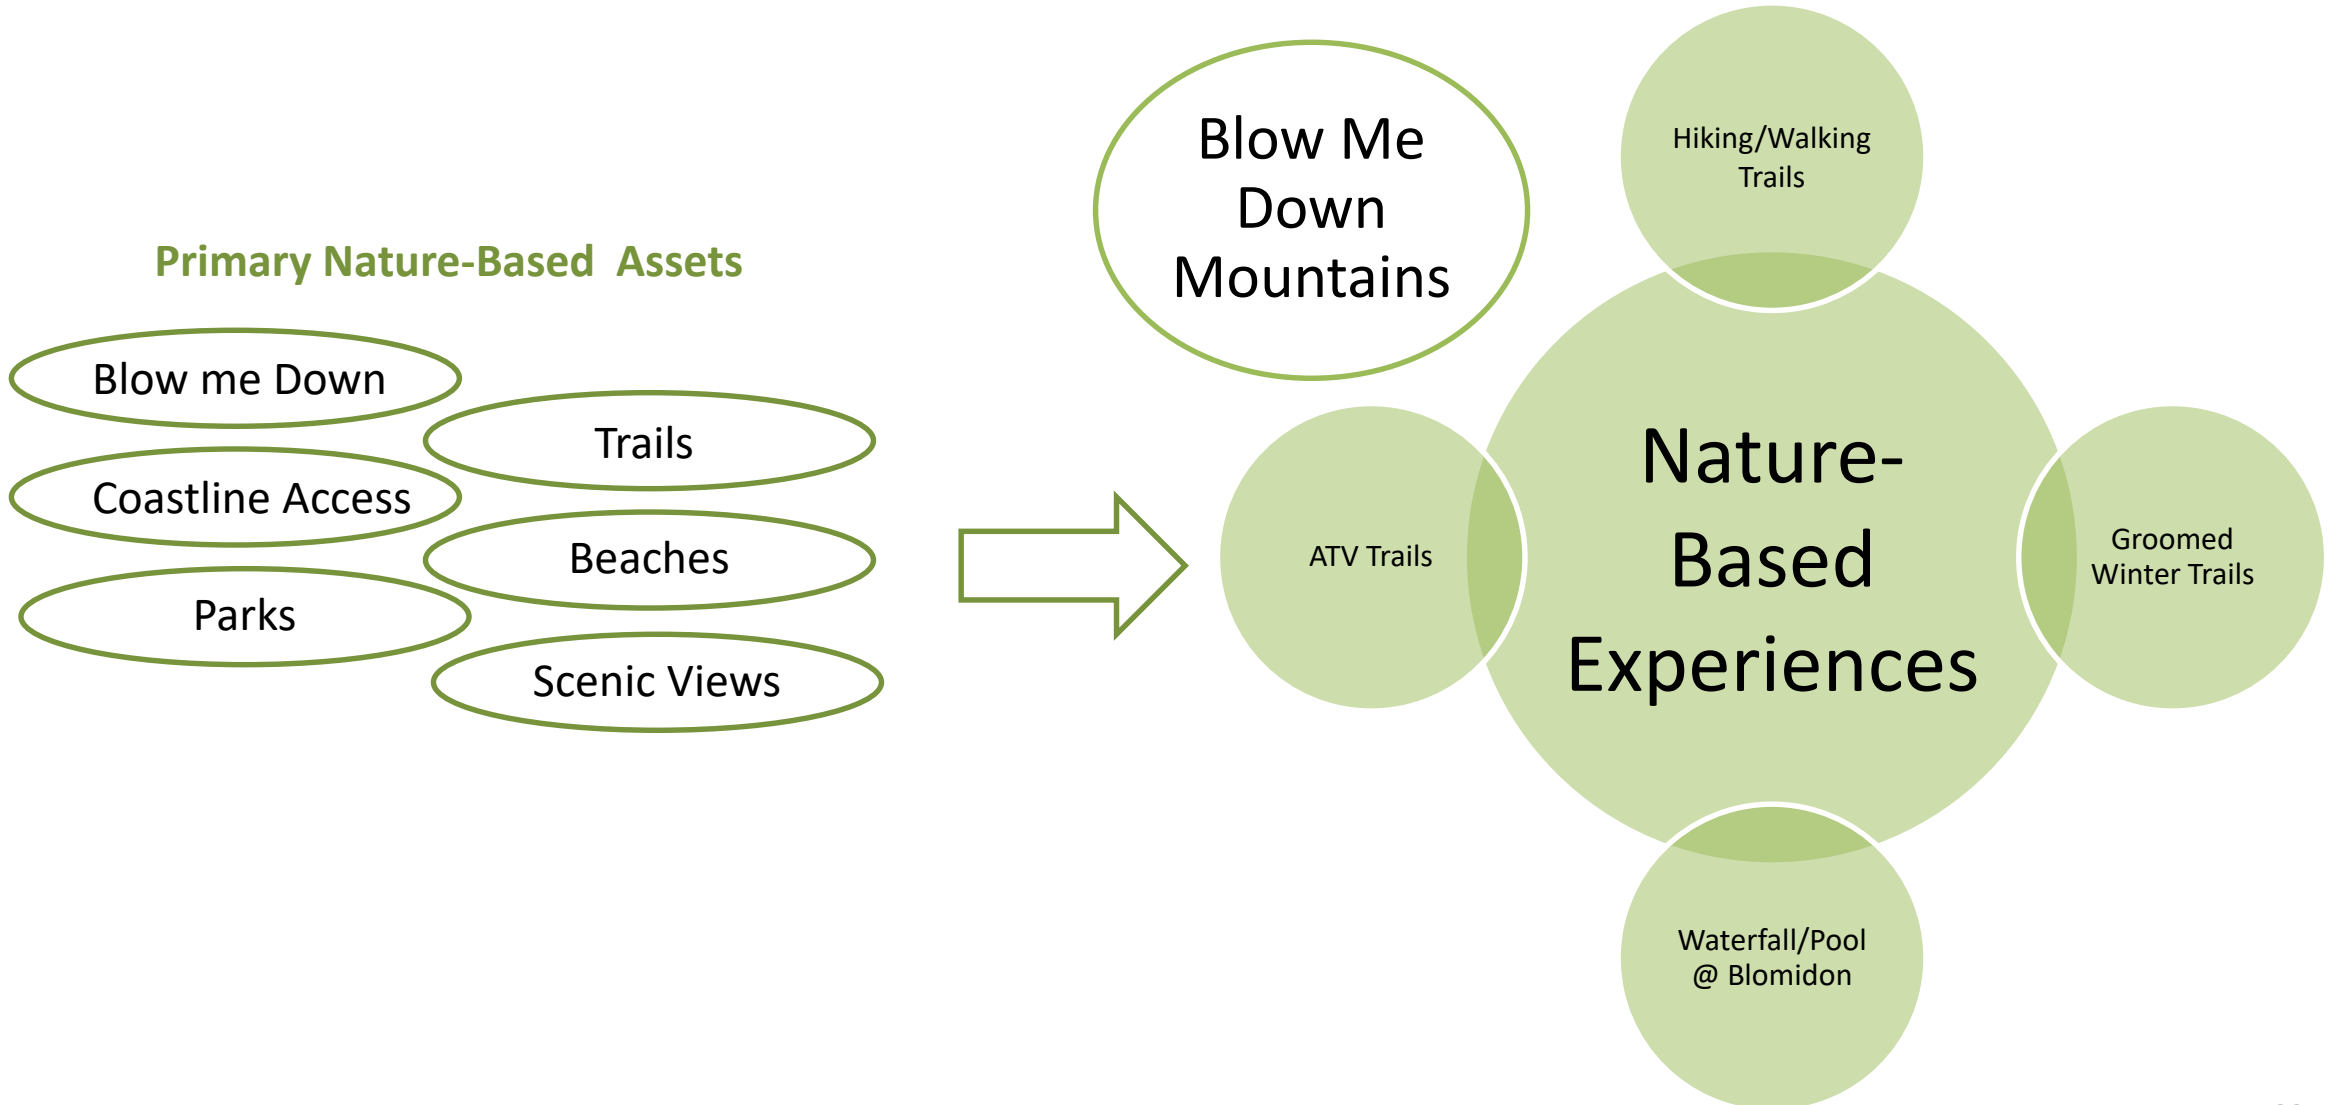 Primary Nature-Based  Assets
Blow me Down
Trails
Coastline Access
Beaches
Parks
Scenic Views
Blow Me
Down
Mountains
Hiking/Walking
Trails
ATV Trails
Nature-
Based
Experiences
Groomed
Winter Trails
Waterfall/Pool
@ Blomidon